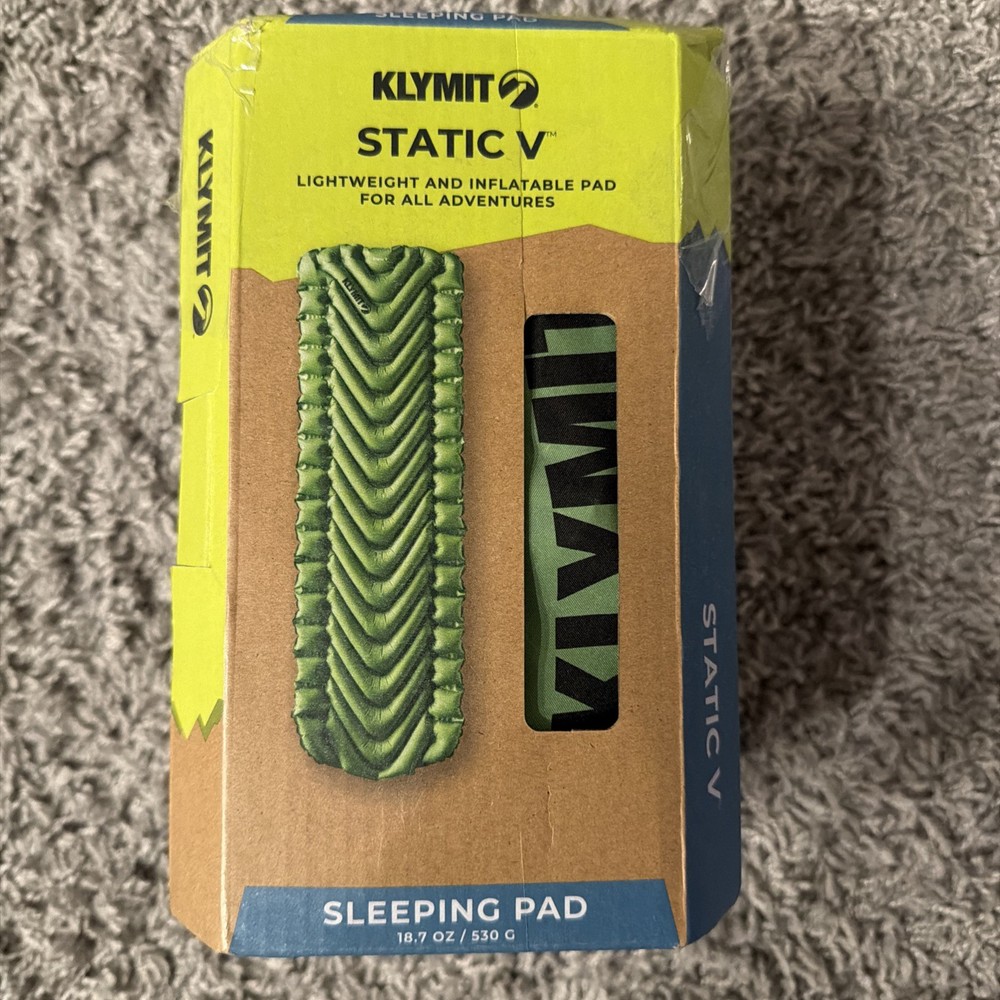 SLEEPING PAD
KLYMIT
STATIC V™
LIGHTWEIGHT AND INFLATABLE PAD
FOR ALL ADVENTURES
KLYMIT
KLYMIT
KLYMIT
STATIC V
SLEEPING PAD
18.7 OZ / 530 G